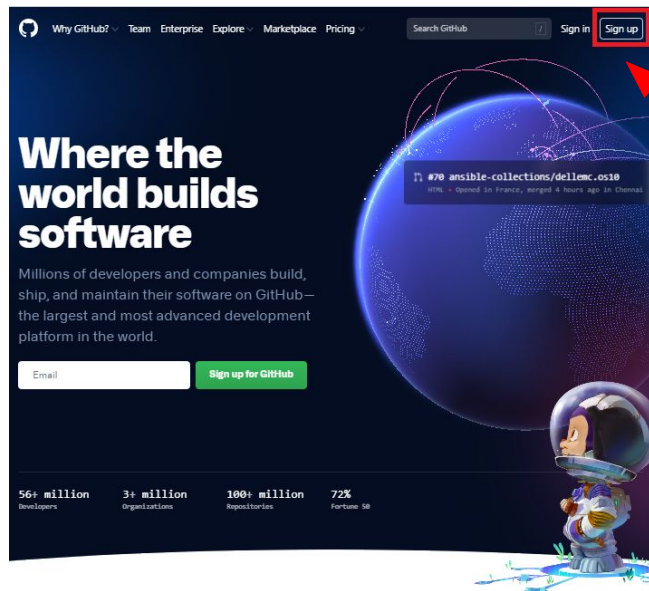 Why GitHub? Team Enterprise Explore Marketplace Pricing Search GitHub / Sign in Sign up
Where the
world builds
software
#70 ansible-collections/dellemc.os10
HTML • Opened in France, merged 4 hours ago in Chennai
Millions of developers and companies build,
ship, and maintain their software on GitHub—
the largest and most advanced development
platform in the world.
Email Sign up for GitHub
56+ million 3+ million 100+ million 72%
Developers Organizations Repositories Fortune 50